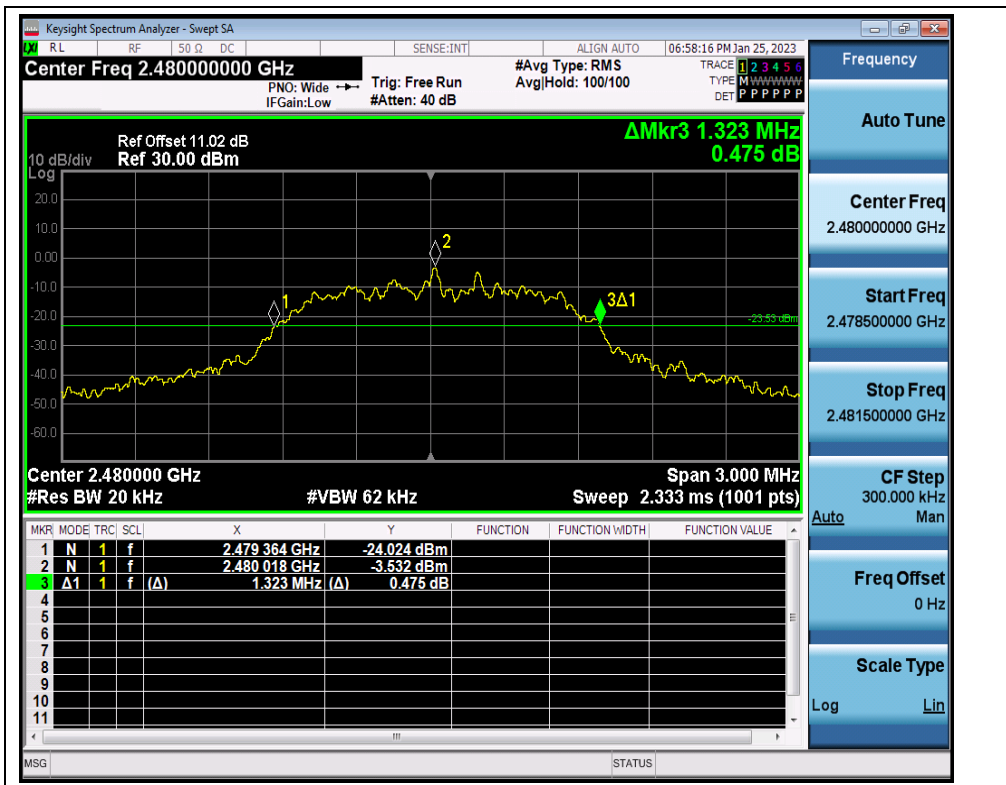 Keysight Spectrum Analyzer - Swept SA
LXI RL RF 50 Ω DC SENSE:INT ALIGN AUTO 06:58:16 PM Jan 25, 2023
Center Freq 2.480000000 GHz #Avg Type: RMS TRACE 1 2 3 4 5 6
PNO: Wide Trig: Free Run Avg|Hold: 100/100 TYPE M WWWWW
IFGain:Low #Atten: 40 dB DET P P P P P P
Ref Offset 11.02 dB ΔMkr3 1.323 MHz
10 dB/div Ref 30.00 dBm 0.475 dB
Log
20.0
10.0
0.00
-10.0
-20.0
-30.0
-40.0
-50.0
-60.0
1
2
3Δ1
-23.53 dBm
Center 2.480000 GHz Span 3.000 MHz
#Res BW 20 kHz #VBW 62 kHz Sweep 2.333 ms (1001 pts)
MKR MODE TRC SCL X Y FUNCTION FUNCTION WIDTH FUNCTION VALUE
1 N 1 f 2.479 364 GHz -24.024 dBm
2 N 1 f 2.480 018 GHz -3.532 dBm
3 Δ1 1 f (Δ) 1.323 MHz (Δ) 0.475 dB
4
5
6
7
8
9
10
11
MSG STATUS
Frequency
Auto Tune
Center Freq
2.480000000 GHz
Start Freq
2.478500000 GHz
Stop Freq
2.481500000 GHz
CF Step
300.000 kHz
Auto Man
Freq Offset
0 Hz
Scale Type
Log Lin